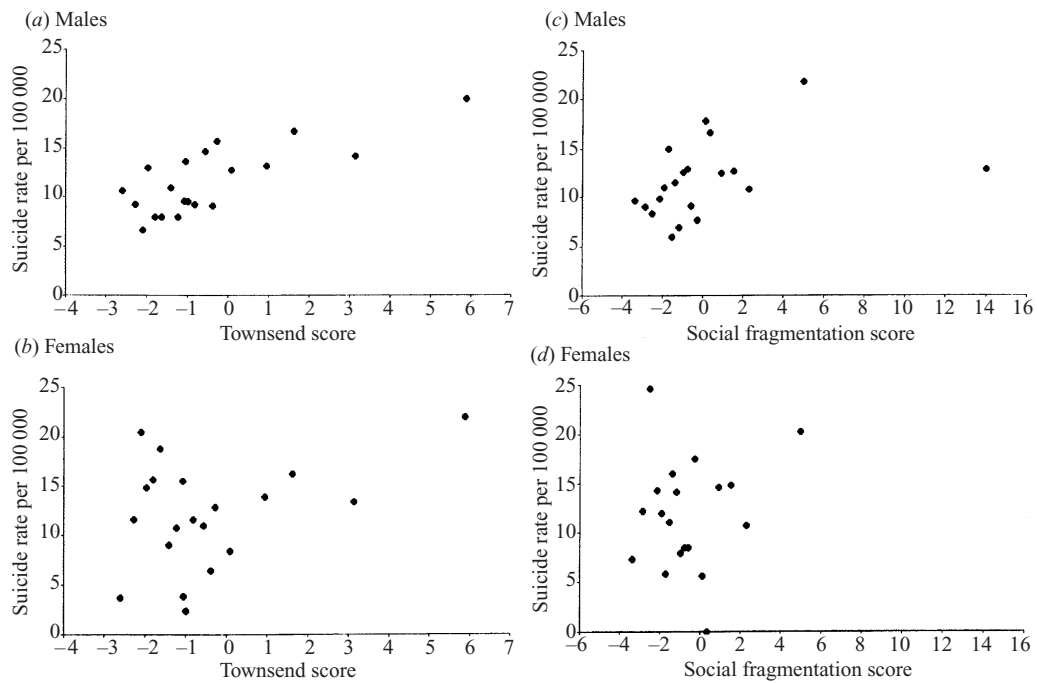 (a) Males
25
20
15
10
5
0
Suicide rate per 100 000
−4 −3 −2 −1 0 1 2 3 4 5 6 7
Townsend score
(b) Females
25
20
15
10
5
0
Suicide rate per 100 000
−4 −3 −2 −1 0 1 2 3 4 5 6 7
Townsend score
(c) Males
25
20
15
10
5
0
Suicide rate per 100 000
−6 −4 −2 0 2 4 6 8 10 12 14 16
Social fragmentation score
(d) Females
25
20
15
10
5
0
Suicide rate per 100 000
−6 −4 −2 0 2 4 6 8 10 12 14 16
Social fragmentation score